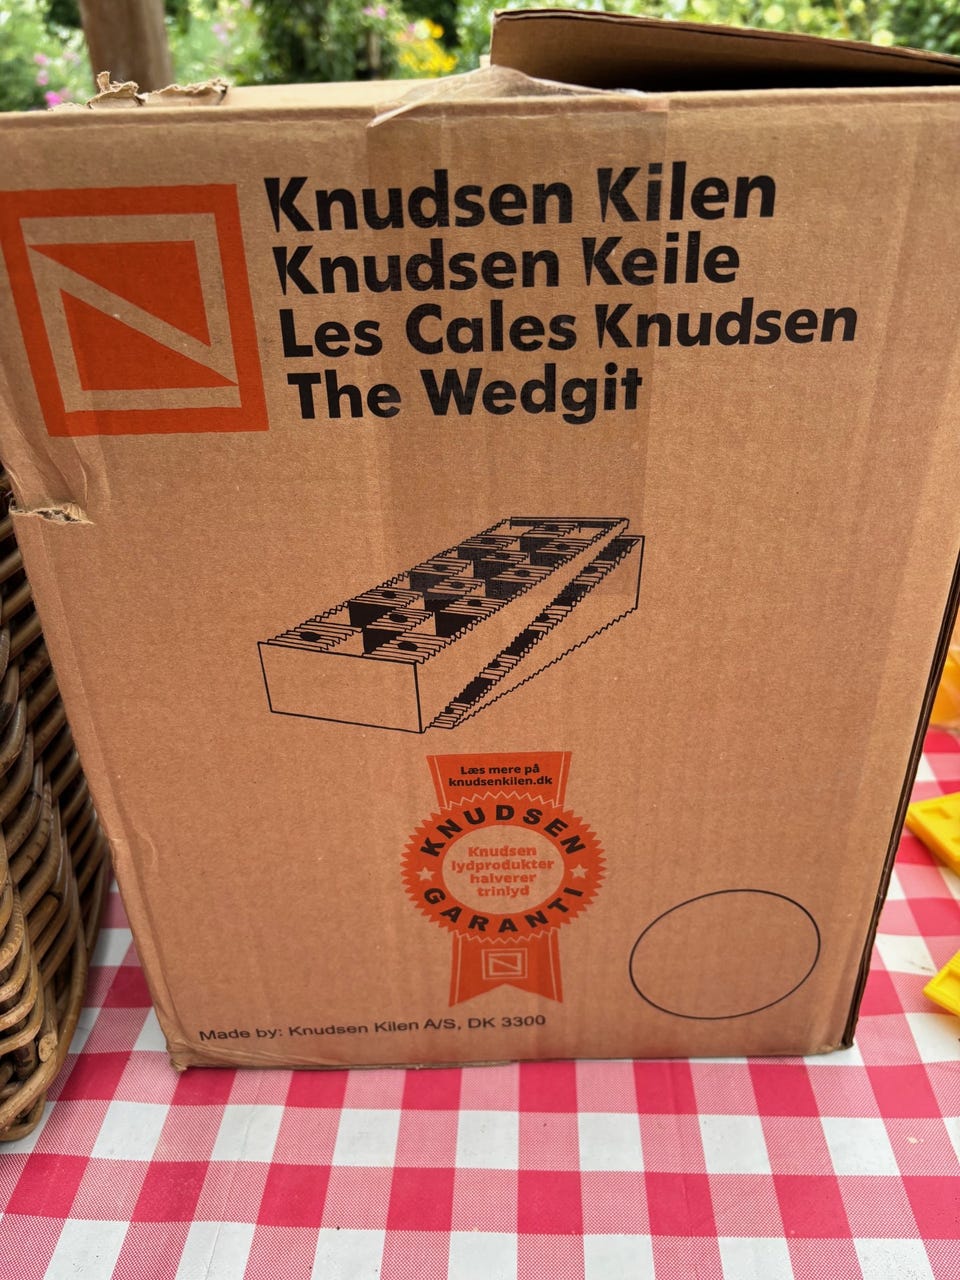 Knudsen Kilen
Knudsen Keile
Les Cales Knudsen
The Wedgit
Læs mere på
knudsenkilen.dk
KNUDSEN
Knudsen
lydprodukter
halverer
trinlyd
GARANTI
Made by: Knudsen Kilen A/S, DK 3300